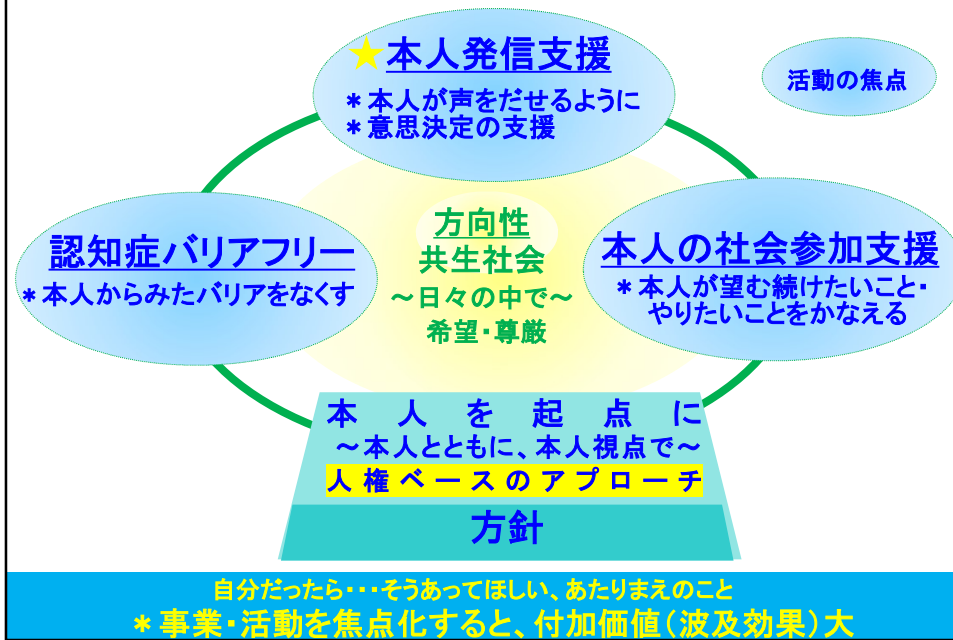 ★本人発信支援
＊本人が声をだせるように
＊意思決定の支援
活動の焦点
認知症バリアフリー
＊本人からみたバリアをなくす
方向性
共生社会
～日々の中で～
希望・尊厳
本人の社会参加支援
＊本人が望む続けたいこと・
やりたいことをかなえる
本人を起点に
～本人とともに、本人視点で～
人権ベースのアプローチ
方針
自分だったら・・・そうあってほしい、あたりまえのこと
＊事業・活動を焦点化すると、付加価値（波及効果）大